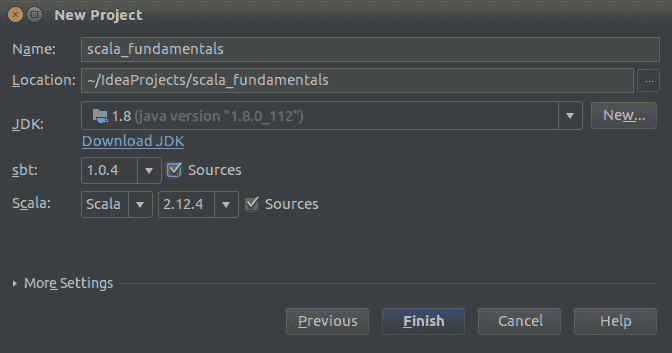 New Project
Name: scala_fundamentals
Location: ~/IdeaProjects/scala_fundamentals ...
JDK: 1.8 (java version "1.8.0_112") New...
Download JDK
sbt: 1.0.4 Sources
Scala: Scala 2.12.4 Sources
More Settings
Previous Finish Cancel Help